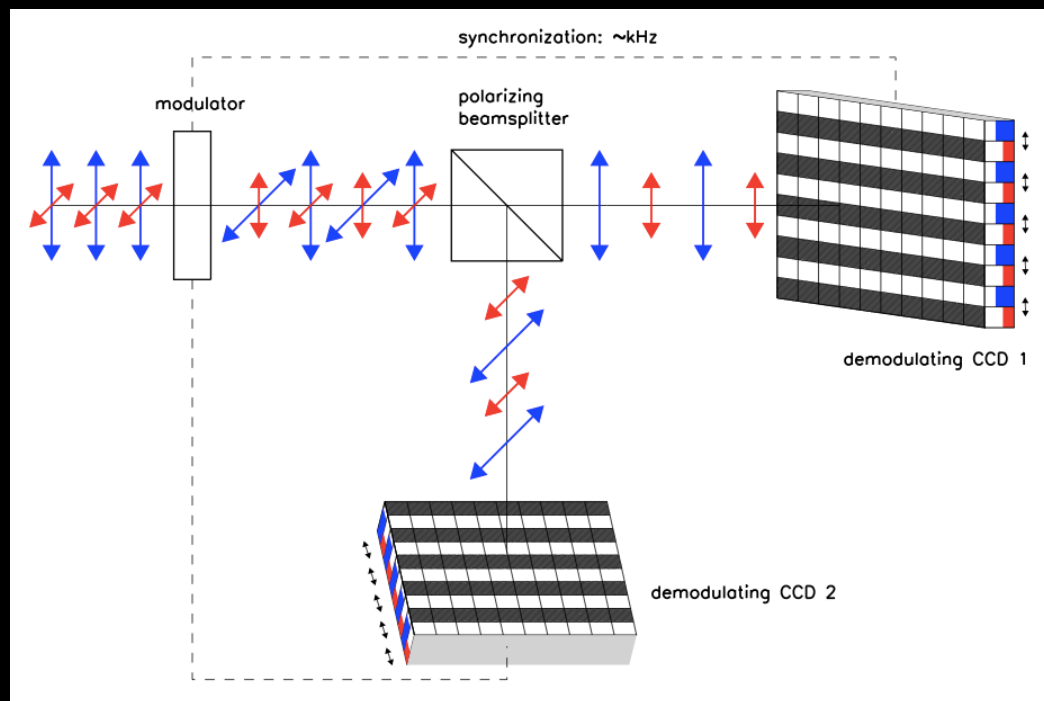 synchronization: ~kHz
modulator
polarizing
beamsplitter
demodulating CCD 1
demodulating CCD 2